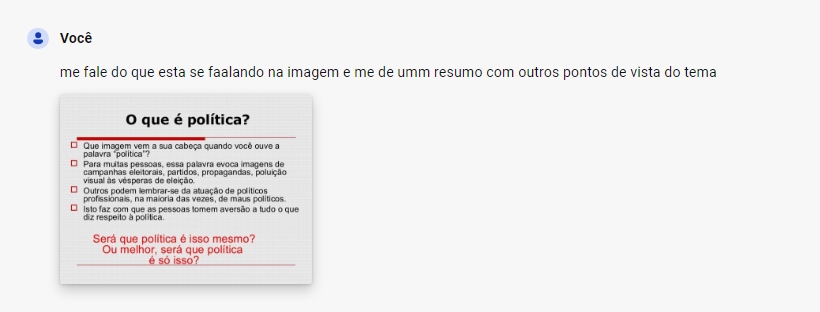 Você
me fale do que esta se faalando na imagem e me de umm resumo com outros pontos de vista do tema
O que é política?
Que imagem vem a sua cabeça quando você ouve a
palavra "política"?
Para muitas pessoas, essa palavra evoca imagens de
campanhas eleitorais, partidos, propagandas, poluição
visual às vésperas de eleição.
Outros podem lembrar-se da atuação de políticos
profissionais, na maioria das vezes, de maus políticos.
Isto faz com que as pessoas tomem aversão a tudo o que
diz respeito à política.
Será que política é isso mesmo?
Ou melhor, será que política
é só isso?